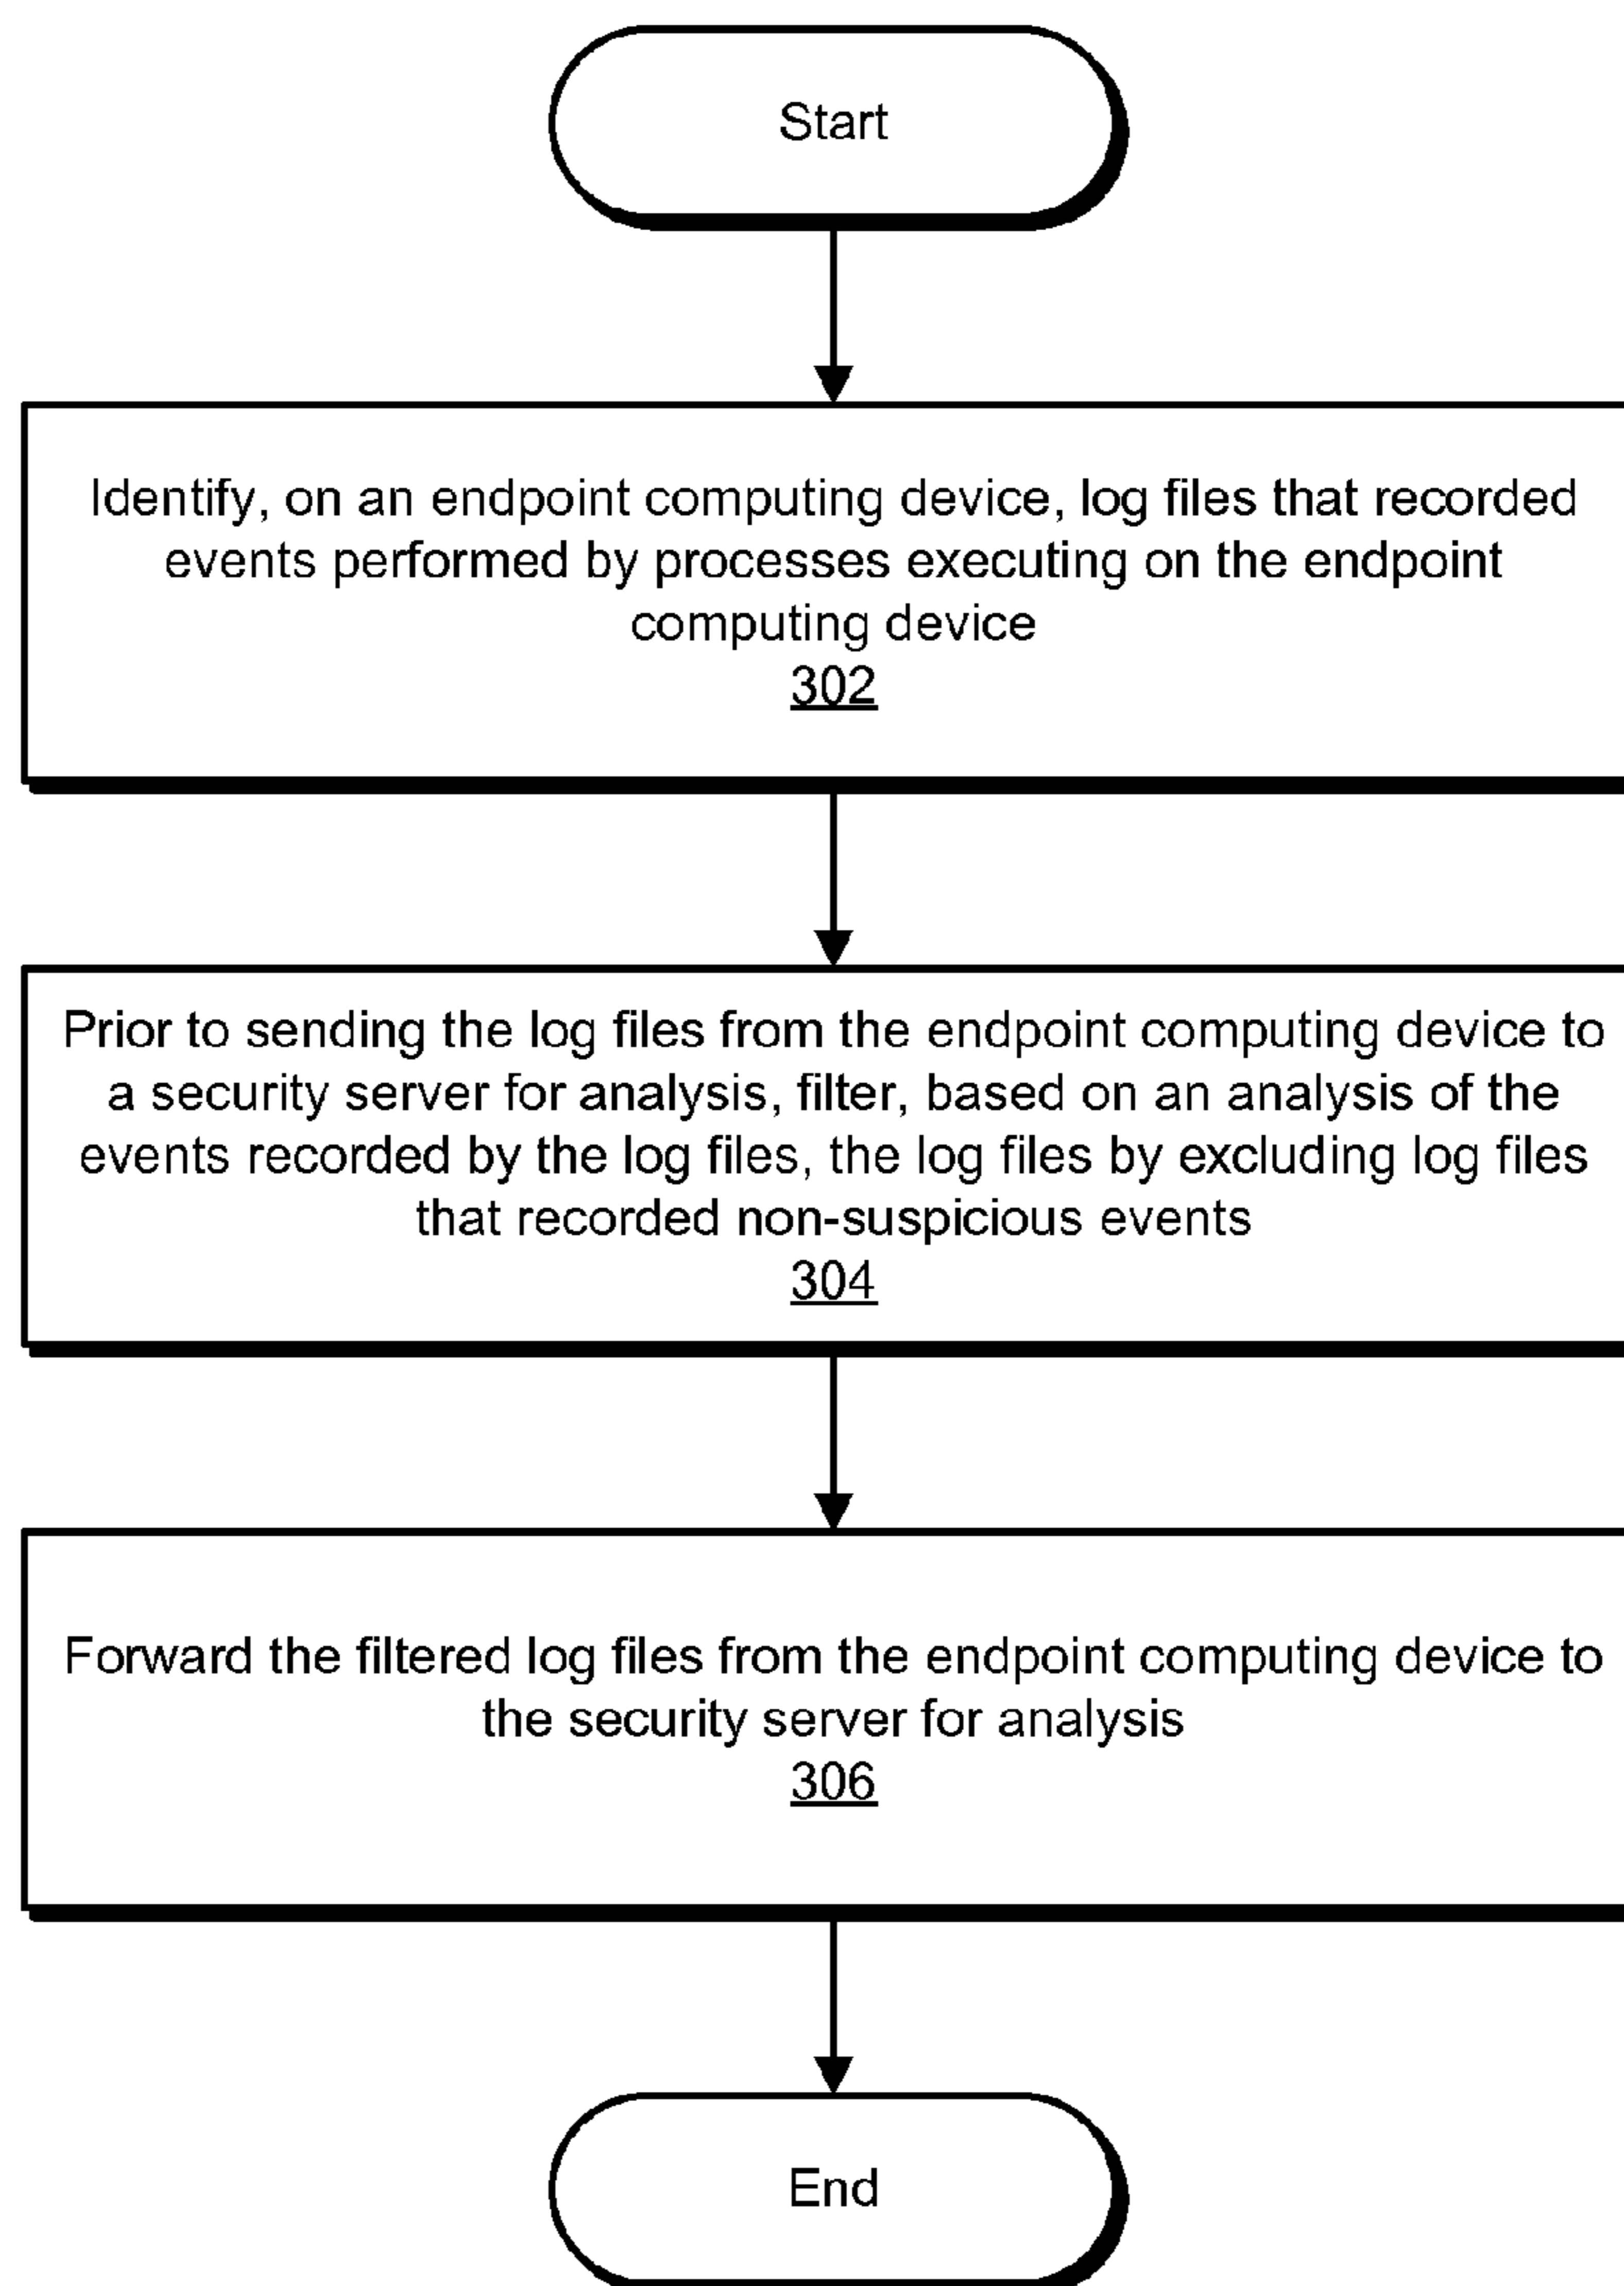 Start
Identify, on an endpoint computing device, log files that recorded
events performed by processes executing on the endpoint
computing device
302
Prior to sending the log files from the endpoint computing device to
a security server for analysis, filter, based on an analysis of the
events recorded by the log files, the log files by excluding log files
that recorded non-suspicious events
304
Forward the filtered log files from the endpoint computing device to
the security server for analysis
306
End